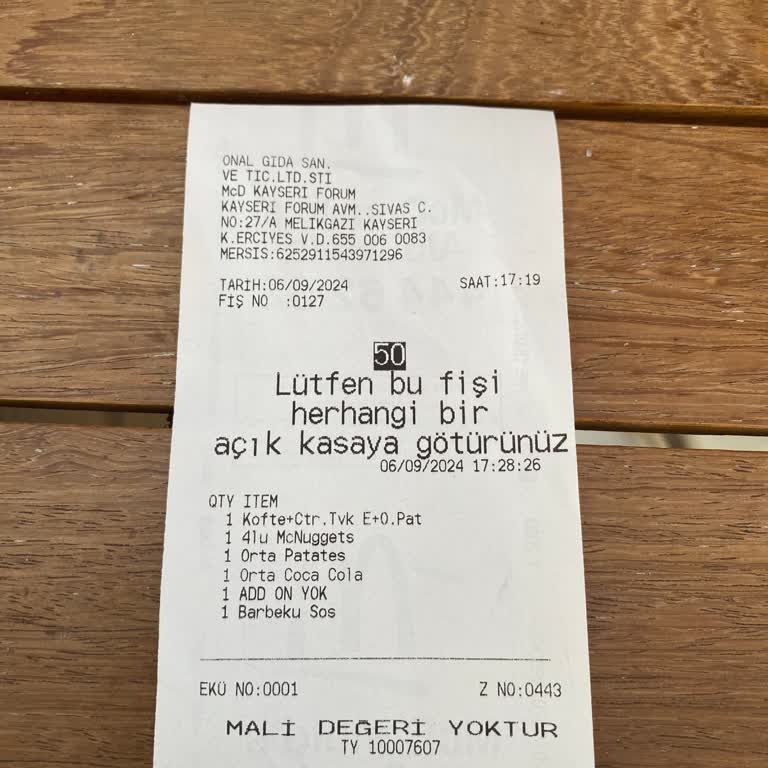 ONAL GIDA SAN.
VE TIC.LTD.STI
McD KAYSERI FORUM
KAYSERI FORUM AVM..SIVAS C.
NO:27/A MELIKGAZI KAYSERI
K.ERCIYES V.D.655 006 0083
MERSIS:6252911543971296
TARİH:06/09/2024 SAAT:17:19
FİŞ NO :0127
50
Lütfen bu fişi
herhangi bir
açık kasaya götürünüz
06/09/2024 17:28:26
QTY ITEM
1 Kofte+Ctr.Tvk E+O.Pat
1 4lu McNuggets
1 Orta Patates
1 Orta Coca Cola
1 ADD ON YOK
1 Barbeku Sos
EKÜ NO:0001 Z NO:0443
MALİ DEĞERİ YOKTUR
TY 10007607